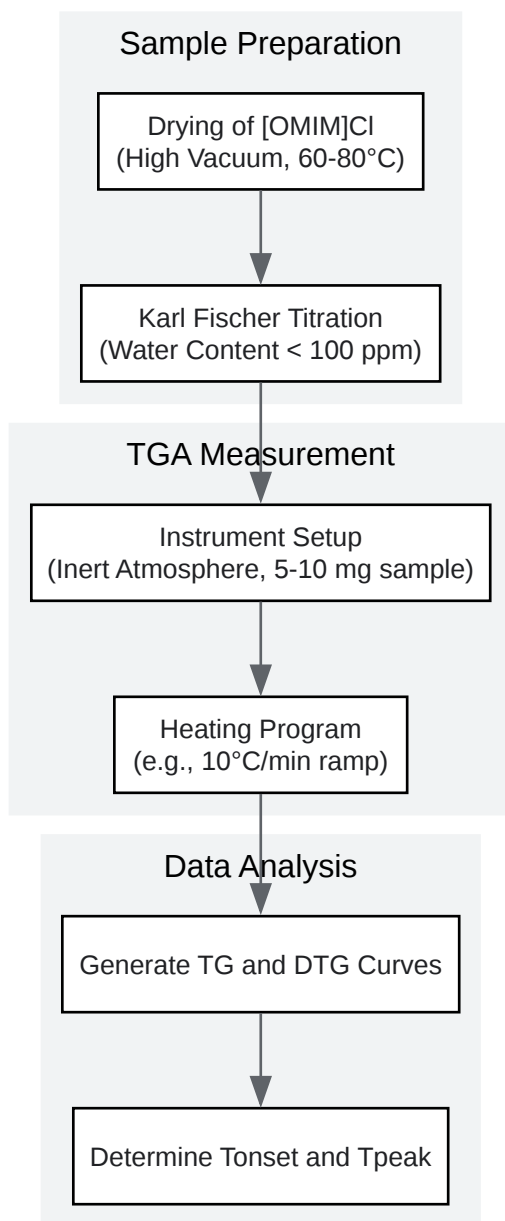 Sample Preparation
Drying of [OMIM]Cl
(High Vacuum, 60-80°C)
Karl Fischer Titration
(Water Content < 100 ppm)
TGA Measurement
Instrument Setup
(Inert Atmosphere, 5-10 mg sample)
Heating Program
(e.g., 10°C/min ramp)
Data Analysis
Generate TG and DTG Curves
Determine Tonset and Tpeak